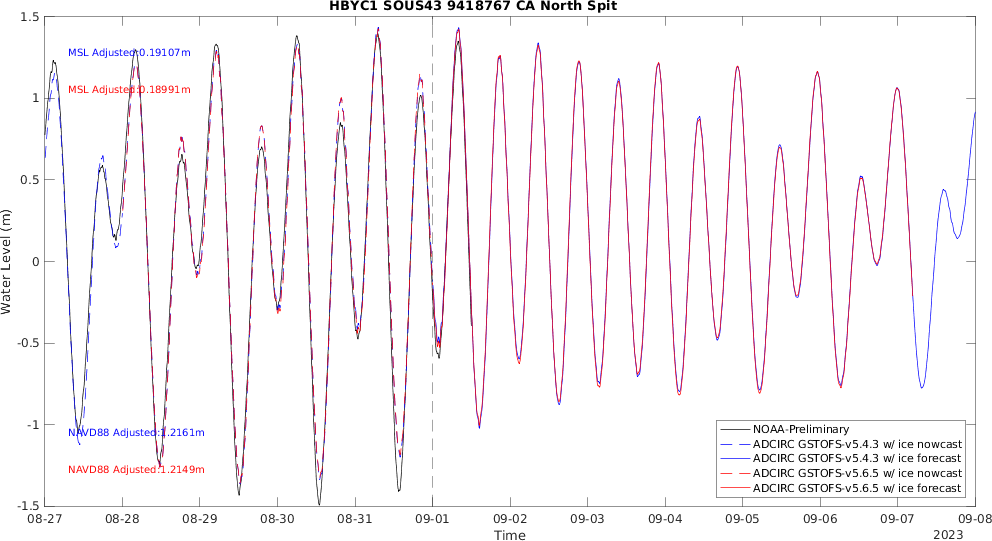 HBYC1 SOUS43 9418767 CA North Spit
1.5
1
0.5
0
-0.5
-1
-1.5
Water Level (m)
MSL Adjusted:0.19107m
MSL Adjusted:0.18991m
NAVD88 Adjusted:1.2161m
NAVD88 Adjusted:1.2149m
NOAA-Preliminary
ADCIRC GSTOFS-v5.4.3 w/ ice nowcast
ADCIRC GSTOFS-v5.4.3 w/ ice forecast
ADCIRC GSTOFS-v5.6.5 w/ ice nowcast
ADCIRC GSTOFS-v5.6.5 w/ ice forecast
08-27 08-28 08-29 08-30 08-31 09-01 09-02 09-03 09-04 09-05 09-06 09-07 09-08
Time
2023